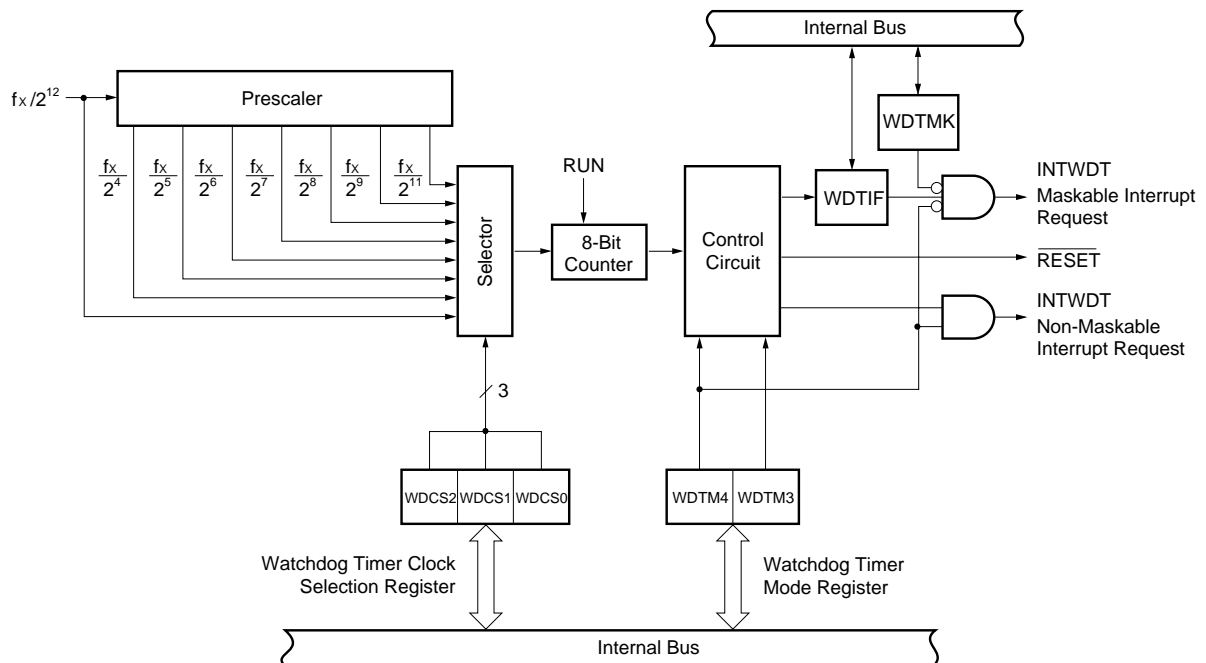 Internal Bus
Prescaler
fx/2^12
WDTMK
fx/2^4
fx/2^5
fx/2^6
fx/2^7
fx/2^8
fx/2^9
fx/2^11
RUN
INTWDT
Maskable Interrupt
Request
WDTIF
Selector
8-Bit
Counter
Control
Circuit
RESET
INTWDT
Non-Maskable
Interrupt Request
3
WDCS2
WDCS1
WDCS0
WDTM4
WDTM3
Watchdog Timer Clock
Selection Register
Watchdog Timer
Mode Register
Internal Bus